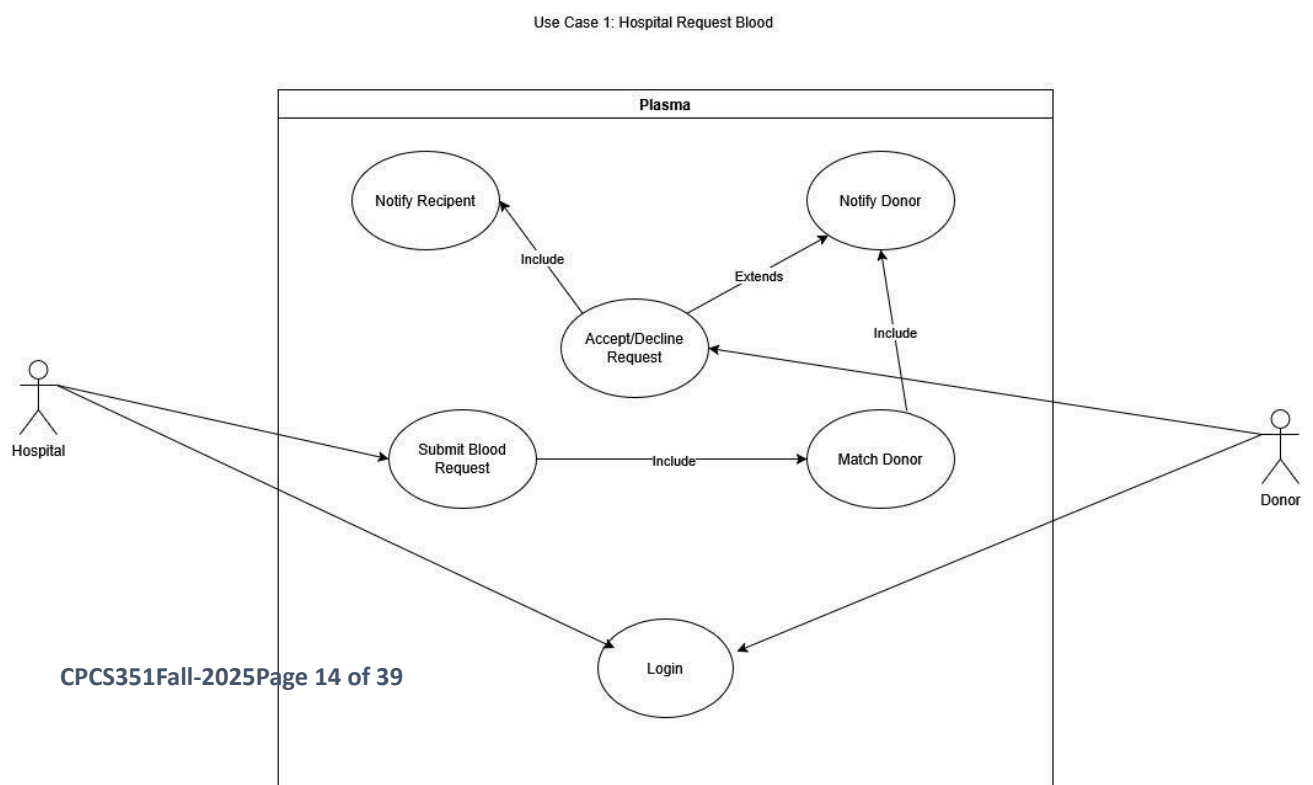 Use Case 1: Hospital Request Blood
Plasma
Notify Recipent
Notify Donor
Include
Extends
Include
Accept/Decline
Request
Hospital
Submit Blood
Request
Include
Match Donor
Donor
Login
CPCS351Fall-2025Page 14 of 39